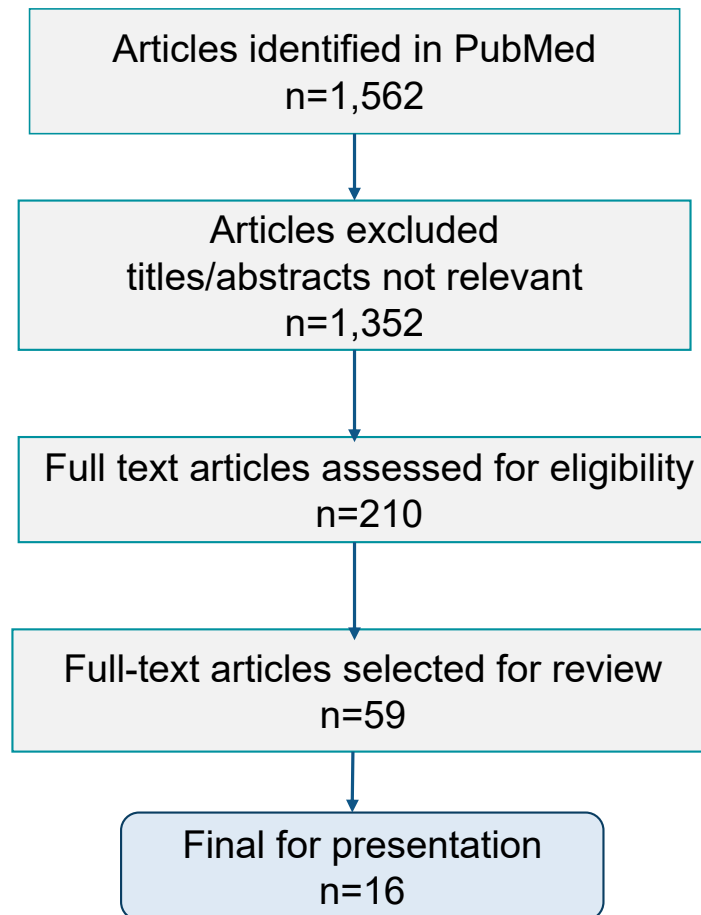 Articles identified in PubMed
n=1,562
Articles excluded
titles/abstracts not relevant
n=1,352
Full text articles assessed for eligibility
n=210
Full-text articles selected for review
n=59
Final for presentation
n=16